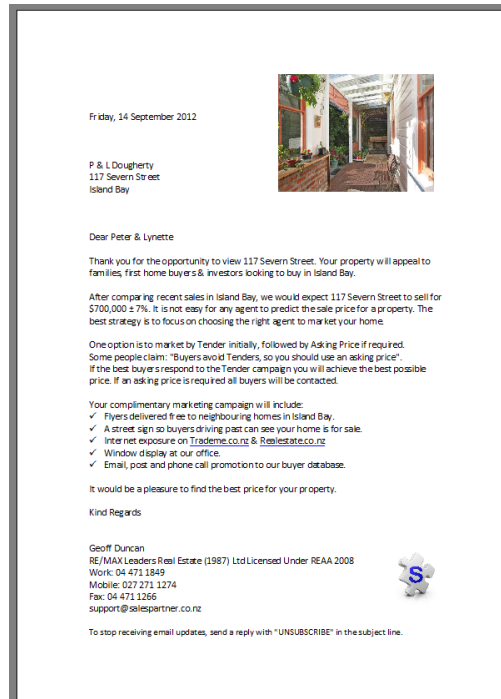 Friday, 14 September 2012
P & L Dougherty
117 Severn Street
Island Bay
Dear Peter & Lynette
Thank you for the opportunity to view 117 Severn Street. Your property will appeal to
families, first home buyers & investors looking to buy in Island Bay.
After comparing recent sales in Island Bay, we would expect 117 Severn Street to sell for
$700,000 ± 7%. It is not easy for any agent to predict the sale price for a property. The
best strategy is to focus on choosing the right agent to market your home.
One option is to market by Tender initially, followed by Asking Price if required.
Some people claim: "Buyers avoid Tenders, so you should use an asking price".
If the best buyers respond to the Tender campaign you will achieve the best possible
price. If an asking price is required all buyers will be contacted.
Your complimentary marketing campaign will include:
✓ Flyers delivered free to neighbouring homes in Island Bay.
✓ A street sign so buyers driving past can see your home is for sale.
✓ Internet exposure on Trademe.co.nz & Realestate.co.nz
✓ Window display at our office.
✓ Email, post and phone call promotion to our buyer database.
It would be a pleasure to find the best price for your property.
Kind Regards
Geoff Duncan
RE/MAX Leaders Real Estate (1987) Ltd Licensed Under REAA 2008
Work: 04 471 1849
Mobile: 027 271 1274
Fax: 04 471 1266
support@salespartner.co.nz
S
To stop receiving email updates, send a reply with "UNSUBSCRIBE" in the subject line.